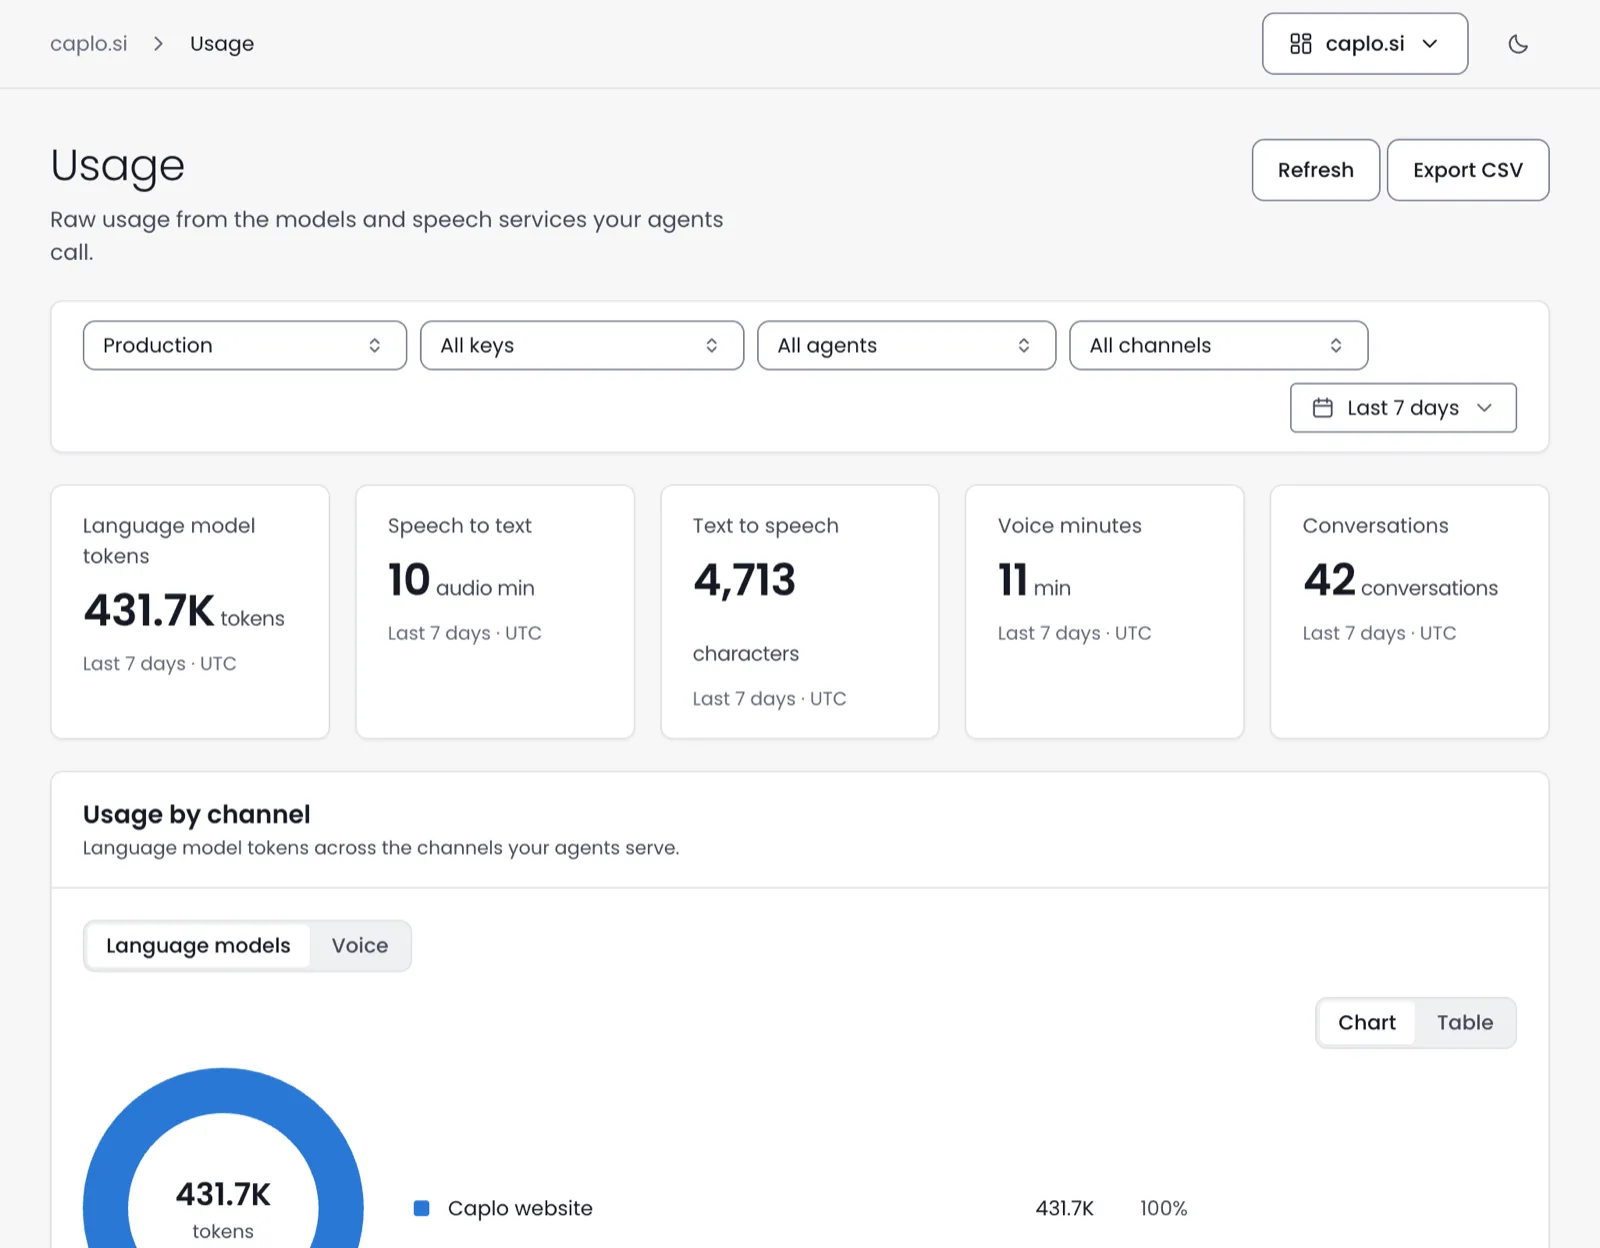 caplo.si > Usage
caplo.si
Usage
Refresh
Export CSV
Raw usage from the models and speech services your agents
call.
Production
All keys
All agents
All channels
Last 7 days
Language model
tokens
431.7K tokens
Last 7 days · UTC
Speech to text
10 audio min
Last 7 days · UTC
Text to speech
4,713
characters
Last 7 days · UTC
Voice minutes
11 min
Last 7 days · UTC
Conversations
42 conversations
Last 7 days · UTC
Usage by channel
Language model tokens across the channels your agents serve.
Language models
Voice
Chart
Table
431.7K
tokens
Caplo website
431.7K
100%